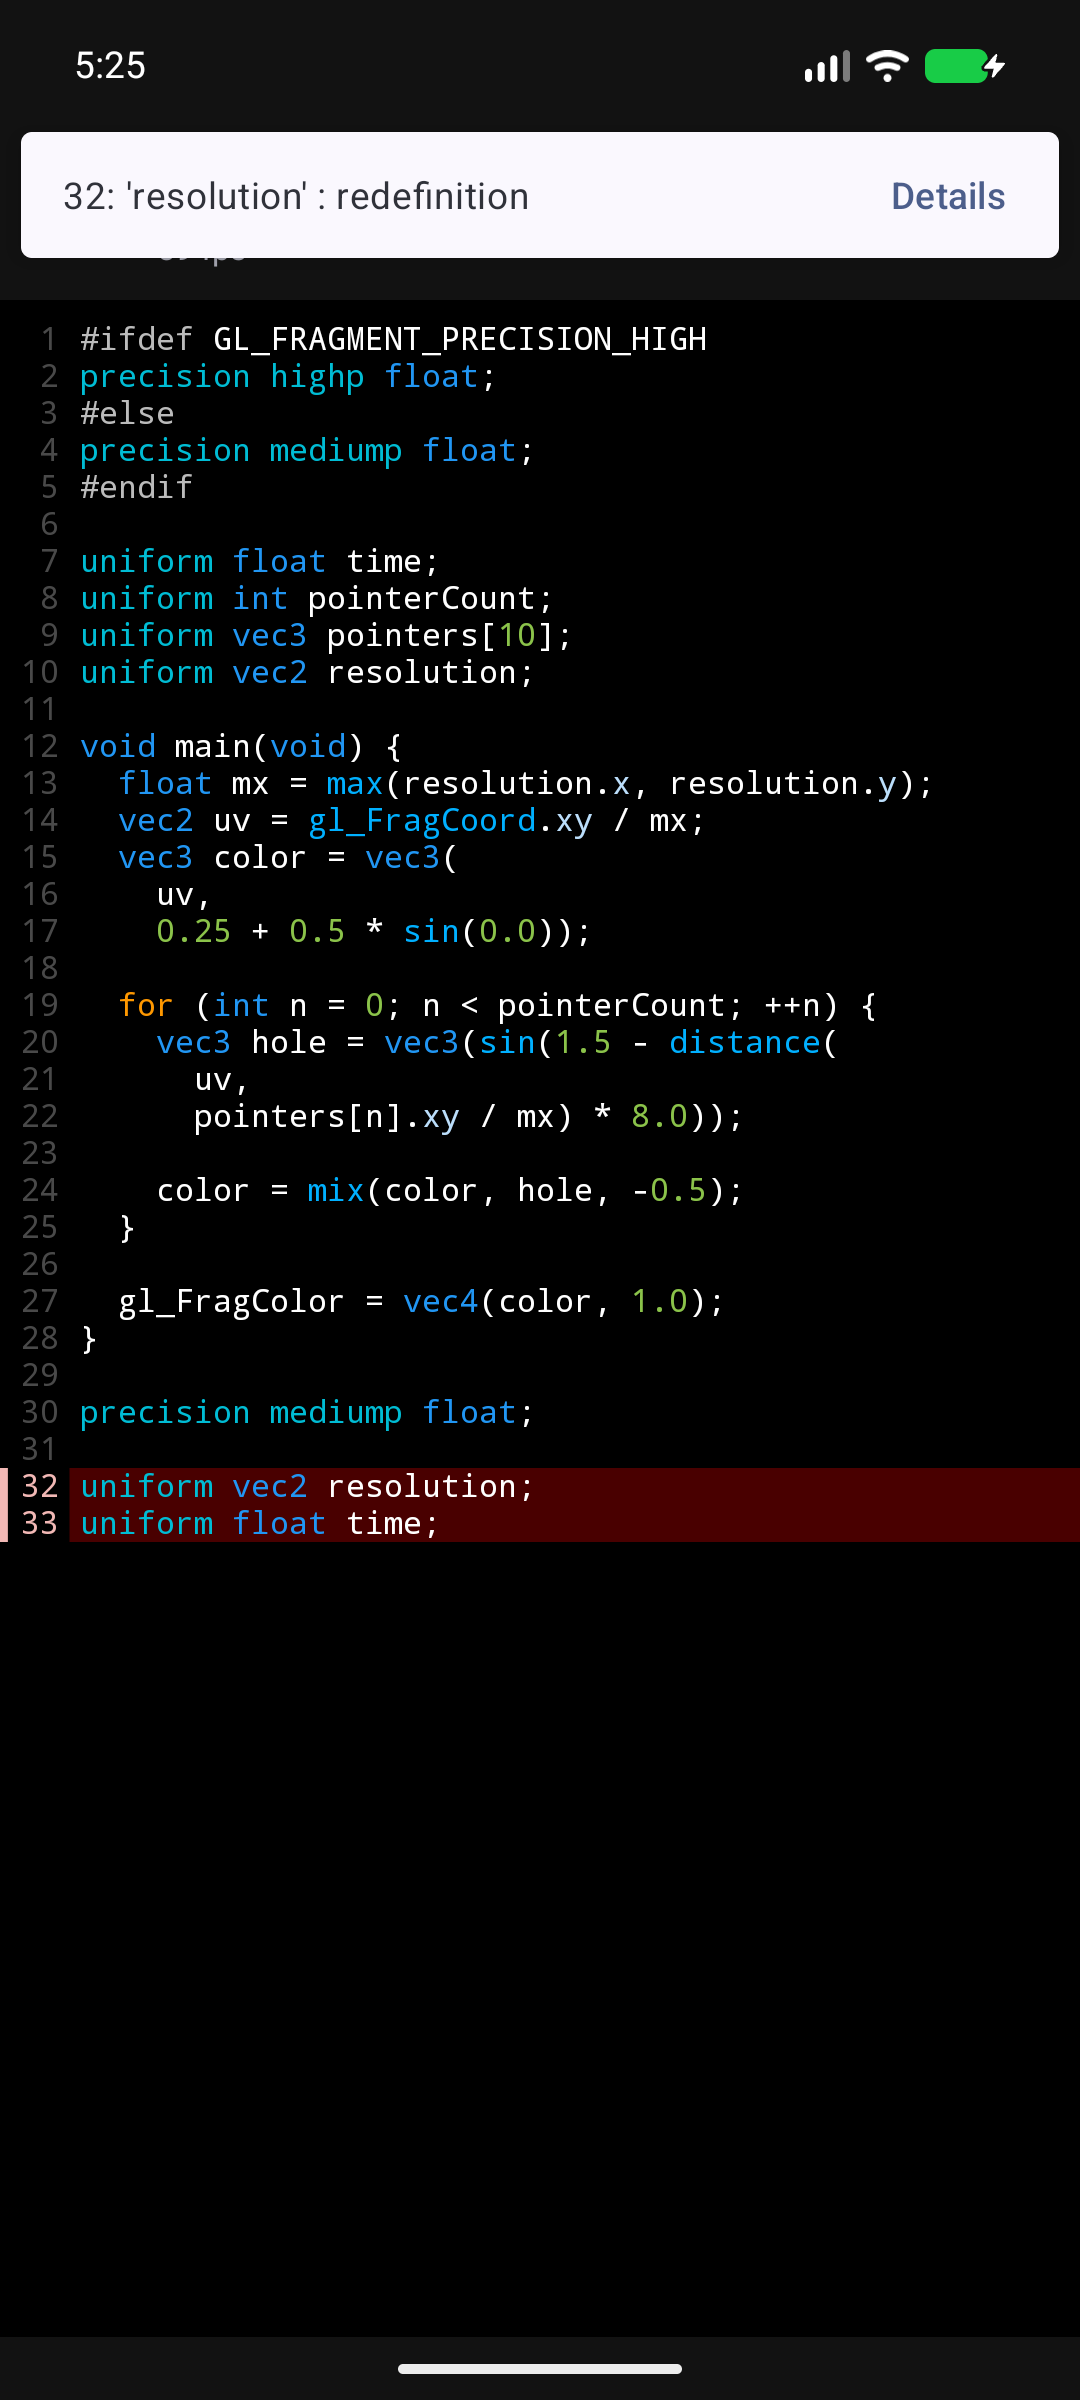 5:25
32: 'resolution' : redefinition
Details
1 #ifdef GL_FRAGMENT_PRECISION_HIGH
2 precision highp float;
3 #else
4 precision mediump float;
5 #endif
6
7 uniform float time;
8 uniform int pointerCount;
9 uniform vec3 pointers[10];
10 uniform vec2 resolution;
11
12 void main(void) {
13   float mx = max(resolution.x, resolution.y);
14   vec2 uv = gl_FragCoord.xy / mx;
15   vec3 color = vec3(
16     uv,
17     0.25 + 0.5 * sin(0.0));
18
19   for (int n = 0; n < pointerCount; ++n) {
20     vec3 hole = vec3(sin(1.5 - distance(
21       uv,
22       pointers[n].xy / mx) * 8.0));
23
24     color = mix(color, hole, -0.5);
25   }
26
27   gl_FragColor = vec4(color, 1.0);
28 }
29
30 precision mediump float;
31
32 uniform vec2 resolution;
33 uniform float time;